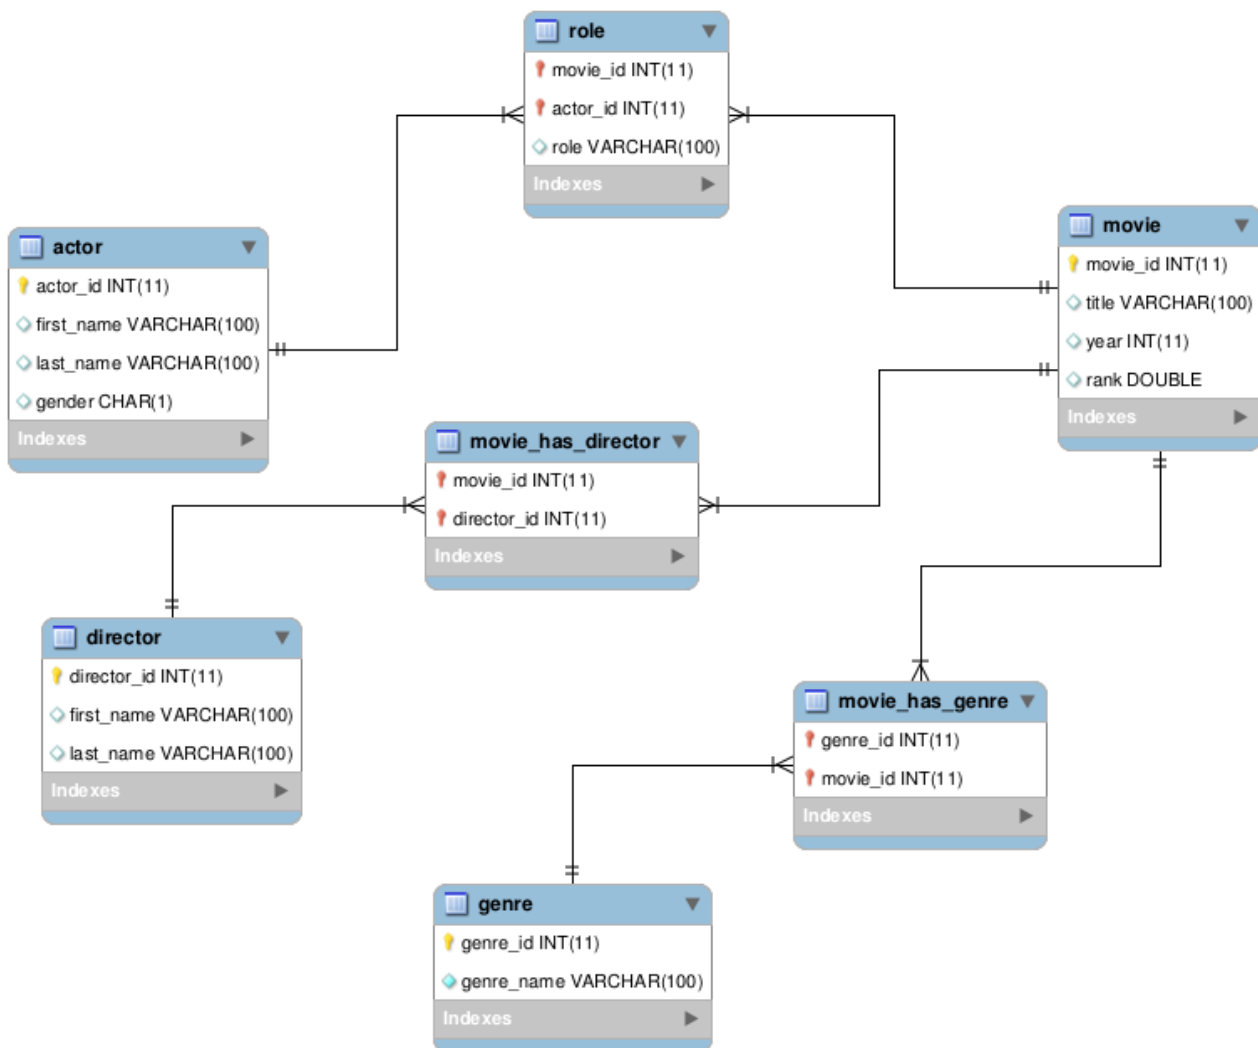 role
movie_id INT(11)
actor_id INT(11)
role VARCHAR(100)
Indexes
actor
actor_id INT(11)
first_name VARCHAR(100)
last_name VARCHAR(100)
gender CHAR(1)
Indexes
movie
movie_id INT(11)
title VARCHAR(100)
year INT(11)
rank DOUBLE
Indexes
movie_has_director
movie_id INT(11)
director_id INT(11)
Indexes
director
director_id INT(11)
first_name VARCHAR(100)
last_name VARCHAR(100)
Indexes
movie_has_genre
genre_id INT(11)
movie_id INT(11)
Indexes
genre
genre_id INT(11)
genre_name VARCHAR(100)
Indexes